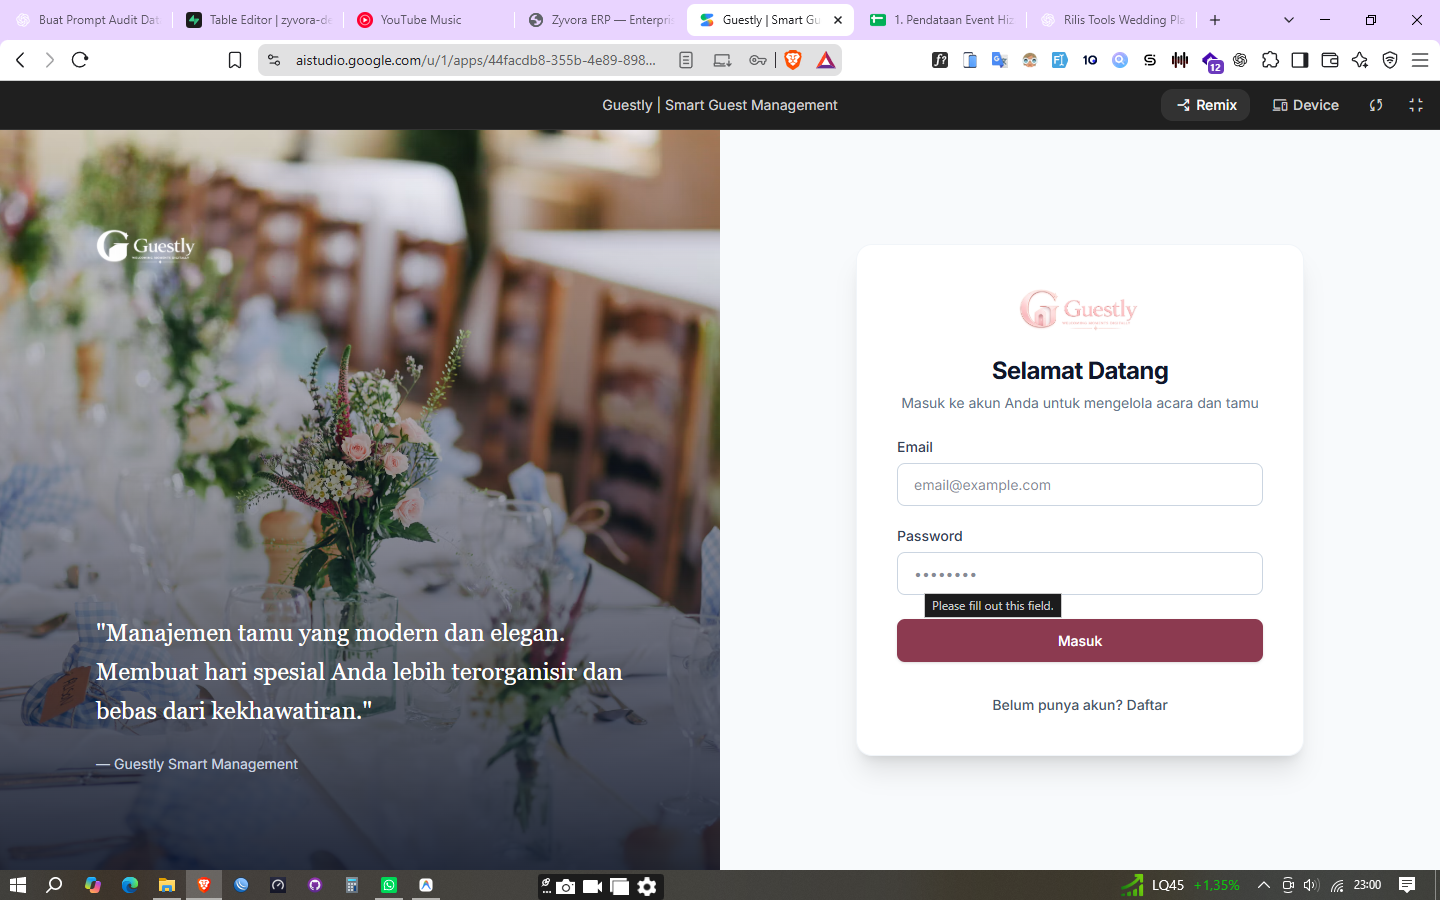 Buat Prompt Audit Dat
Table Editor | zyvora-de
YouTube Music
Zyvora ERP — Enterpris
Guestly | Smart Gu
1. Pendataan Event Hiz
Rilis Tools Wedding Pla
aistudio.google.com/u/1/apps/44facdb8-355b-4e89-898...
12
Guestly | Smart Guest Management
Remix
Device
Guestly
"Manajemen tamu yang modern dan elegan.
Membuat hari spesial Anda lebih terorganisir dan
bebas dari kekhawatiran."
— Guestly Smart Management
Guestly
Selamat Datang
Masuk ke akun Anda untuk mengelola acara dan tamu
Email
email@example.com
Password
••••••••
Please fill out this field.
Masuk
Belum punya akun? Daftar
LQ45 +1,35%
23:00